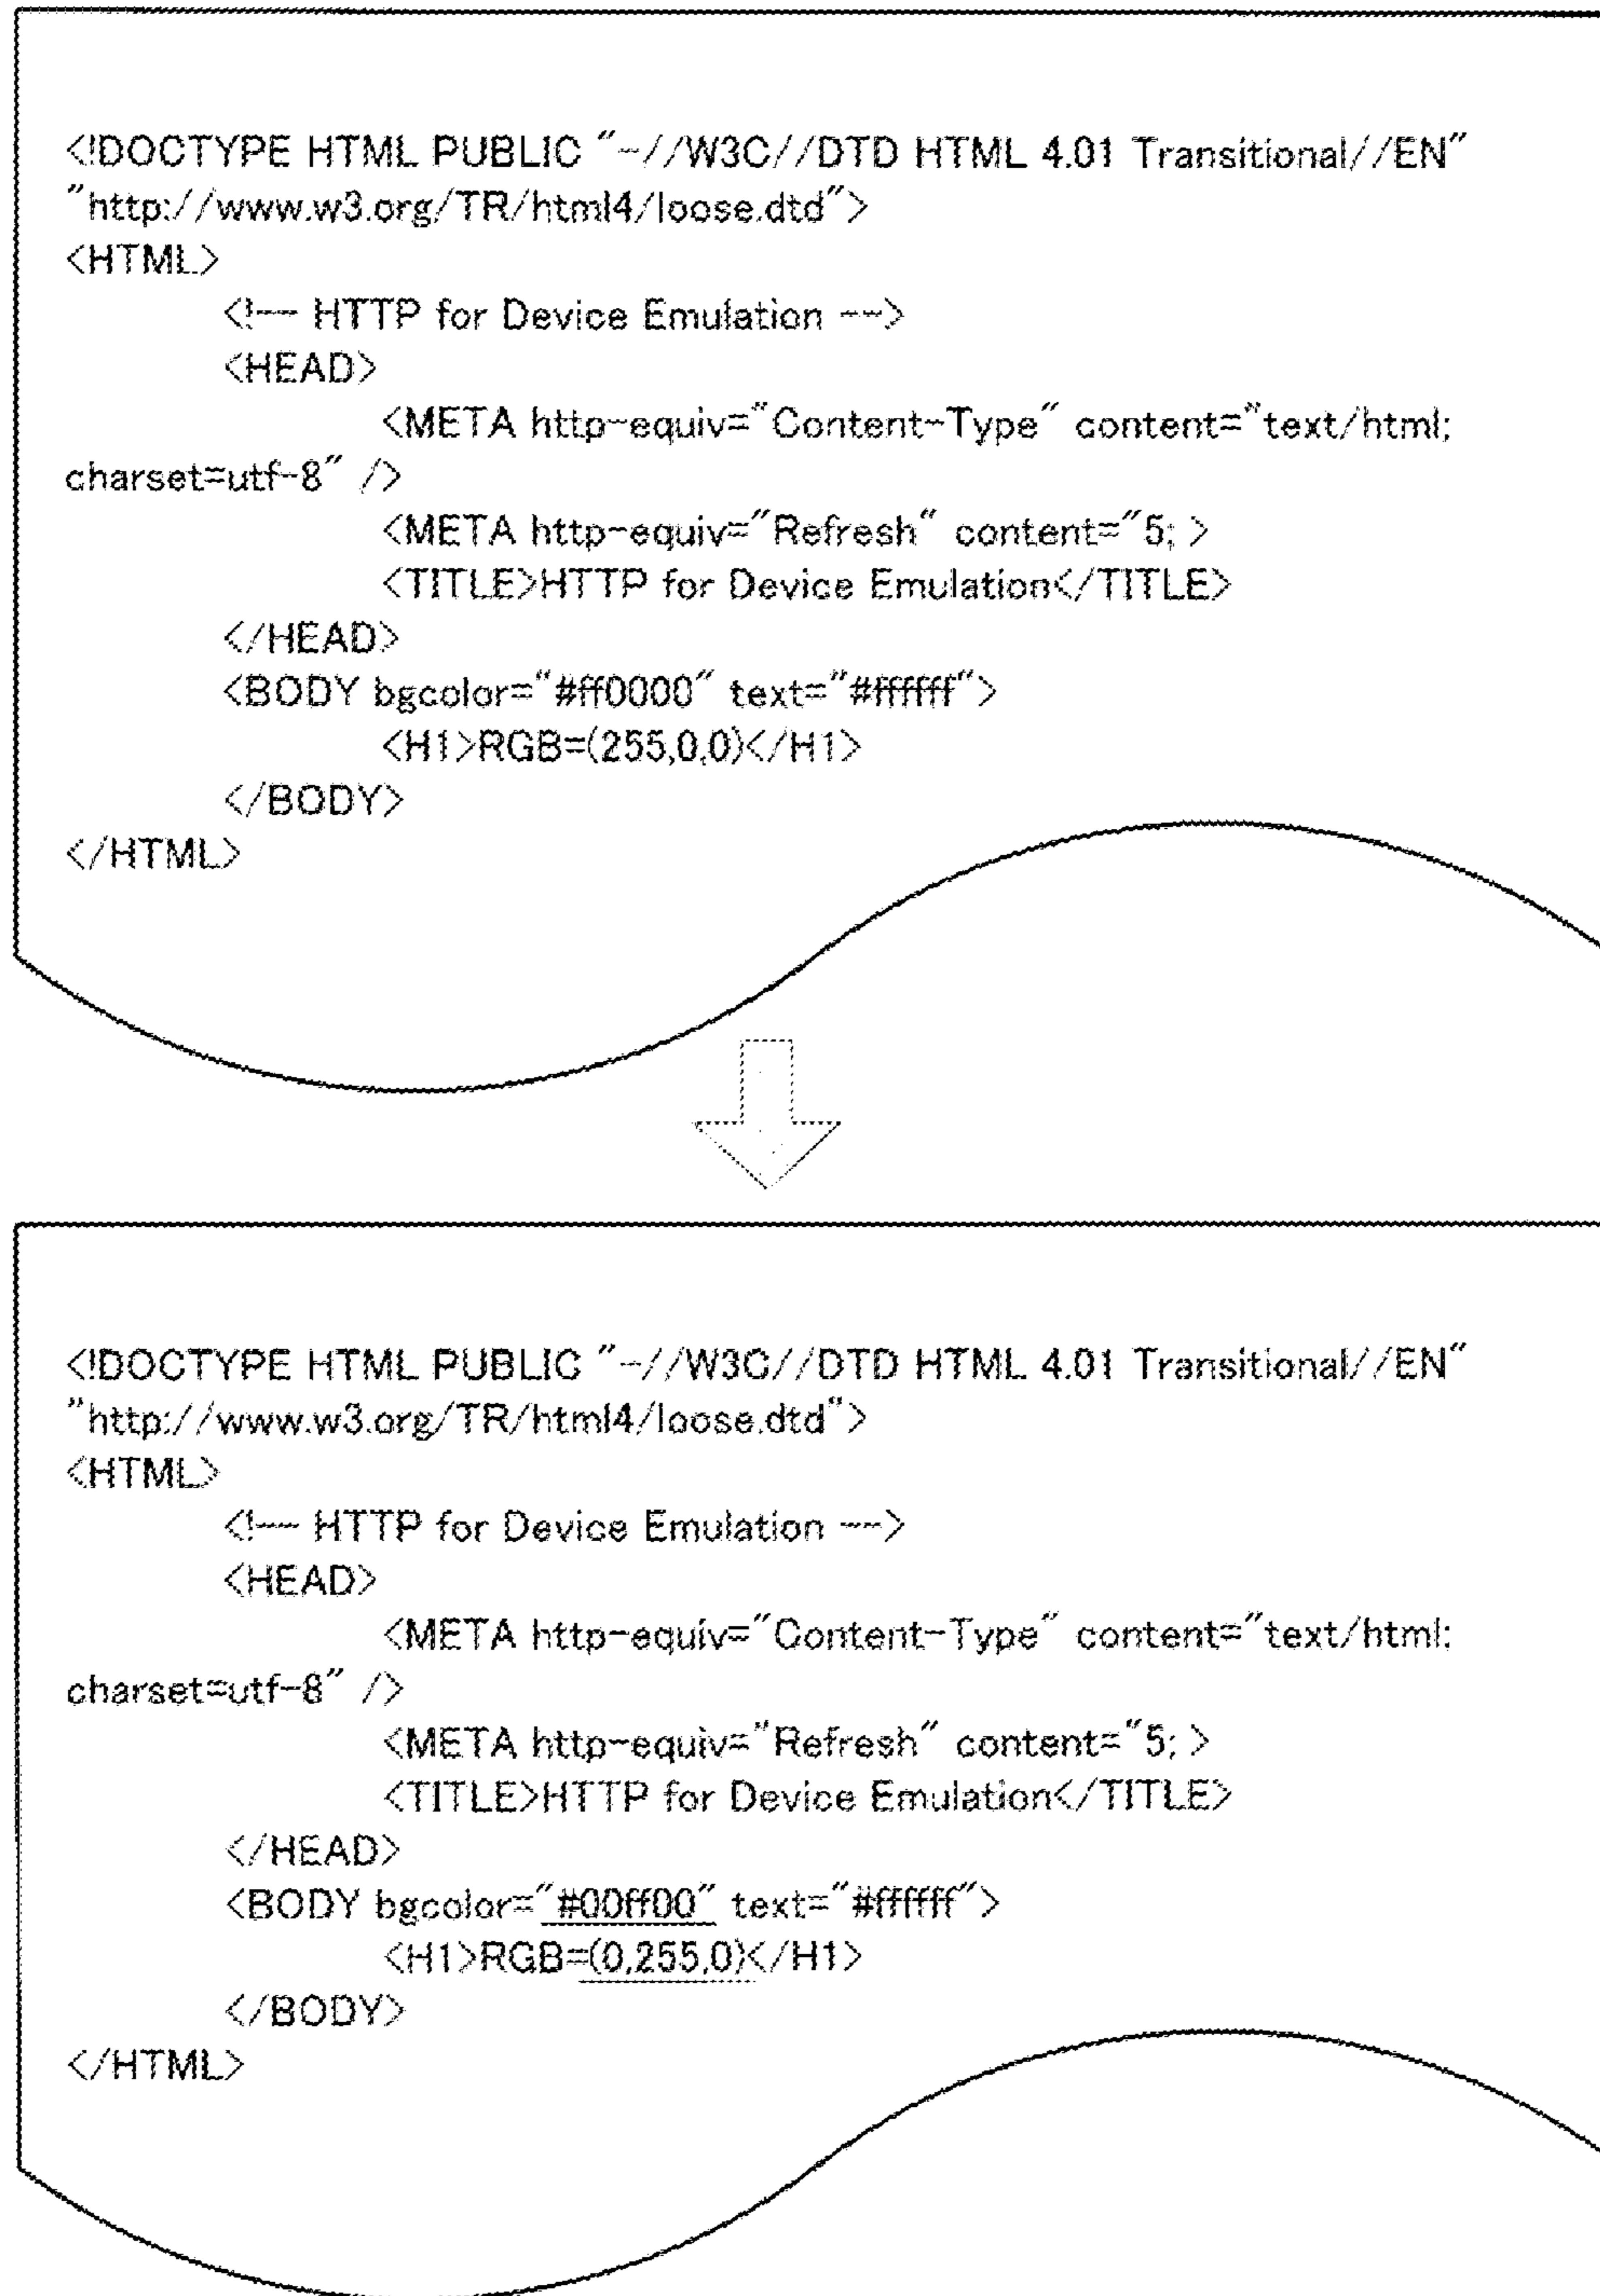 <!DOCTYPE HTML PUBLIC "-//W3C//DTD HTML 4.01 Transitional//EN"
"http://www.w3.org/TR/html4/loose.dtd">
<HTML>
<!-- HTTP for Device Emulation -->
<HEAD>
<META http-equiv="Content-Type" content="text/html;
charset=utf-8" />
<META http-equiv="Refresh" content="5; >
<TITLE>HTTP for Device Emulation</TITLE>
</HEAD>
<BODY bgcolor="#ff0000" text="#ffffff">
<H1>RGB=(255,0,0)</H1>
</BODY>
</HTML>
<!DOCTYPE HTML PUBLIC "-//W3C//DTD HTML 4.01 Transitional//EN"
"http://www.w3.org/TR/html4/loose.dtd">
<HTML>
<!-- HTTP for Device Emulation -->
<HEAD>
<META http-equiv="Content-Type" content="text/html;
charset=utf-8" />
<META http-equiv="Refresh" content="5; >
<TITLE>HTTP for Device Emulation</TITLE>
</HEAD>
<BODY bgcolor="#00ff00" text="#ffffff">
<H1>RGB=(0,255,0)</H1>
</BODY>
</HTML>